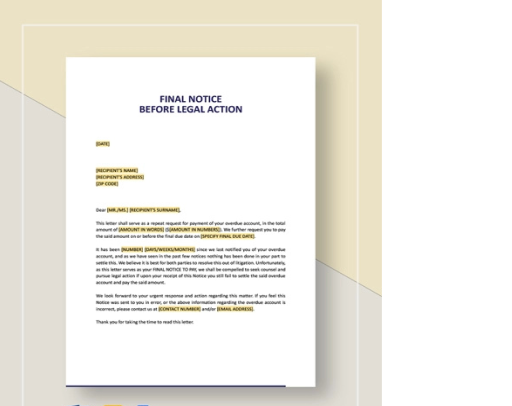 FINAL NOTICE
BEFORE LEGAL ACTION
[DATE]
[RECIPIENT'S NAME]
[RECIPIENT'S ADDRESS]
[ZIP CODE]
Dear [MR./MS.] [RECIPIENT'S SURNAME],
This letter shall serve as a repeat request for payment of your overdue account, in the total
amount of [AMOUNT IN WORDS] ($[AMOUNT IN NUMBERS]). We further request you to pay
the said amount on or before the final due date on [SPECIFY FINAL DUE DATE].
It has been [NUMBER] [DAYS/WEEKS/MONTHS] since we last notified you of your overdue
account, and as we have seen in the past few notices nothing has been done in your part to
settle this. We believe it is best for both parties to resolve this out of litigation. Unfortunately,
as this letter serves as your FINAL NOTICE TO PAY, we shall be compelled to seek counsel and
pursue legal action if upon your receipt of this Notice you still fail to settle the said overdue
account and pay the said amount.
We look forward to your urgent response and action regarding this matter. If you feel this
Notice was sent to you in error, or the above information regarding the overdue account is
incorrect, please contact us at [CONTACT NUMBER] and/or [EMAIL ADDRESS].
Thank you for taking the time to read this letter.